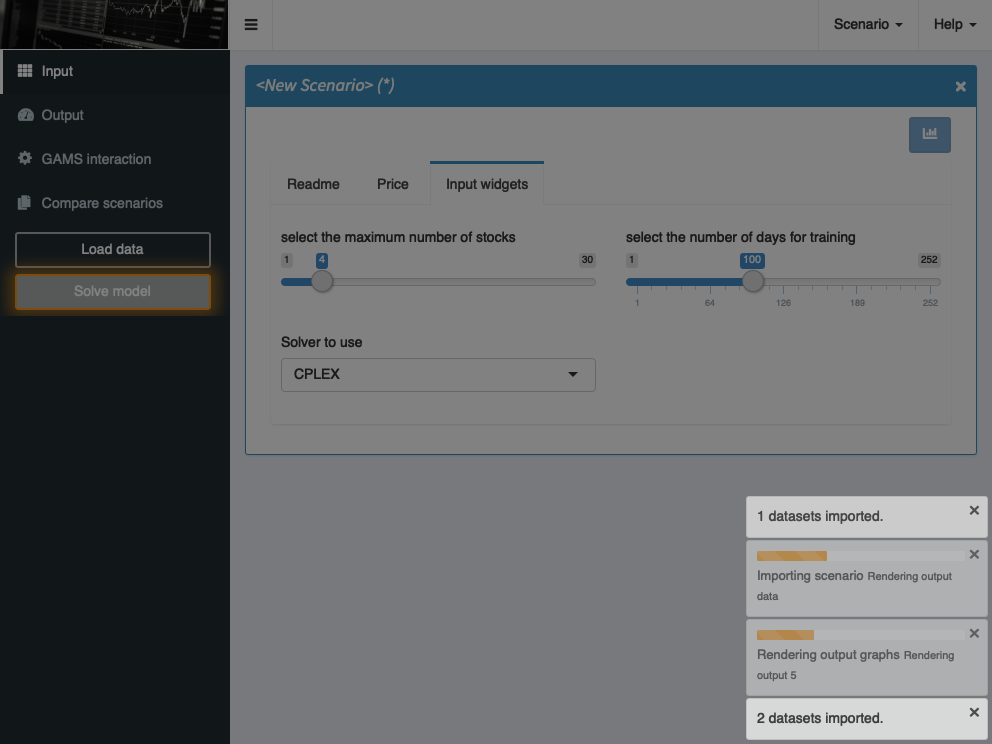 Scenario
Help
Input
Output
GAMS interaction
Compare scenarios
Load data
Solve model
<New Scenario> (*)
Readme
Price
Input widgets
select the maximum number of stocks
1
4
30
select the number of days for training
1
100
252
1
64
126
189
252
Solver to use
CPLEX
1 datasets imported.
Importing scenario Rendering output
data
Rendering output graphs Rendering
output 5
2 datasets imported.